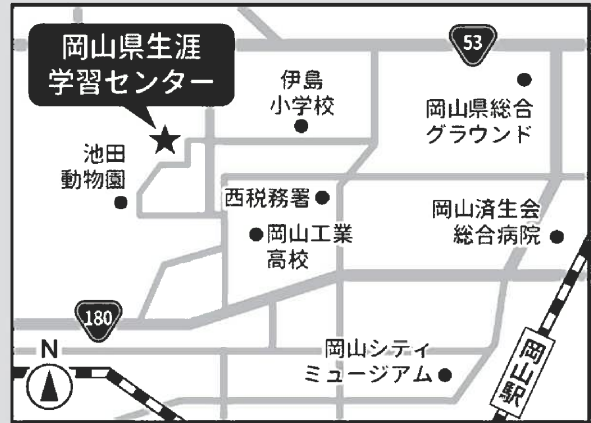 岡山県生涯
学習センター
53
伊島
小学校
岡山県総合
グラウンド
池田
動物園
西税務署
岡山工業
高校
岡山済生会
総合病院
180
N
岡山シティ
ミュージアム
岡山駅